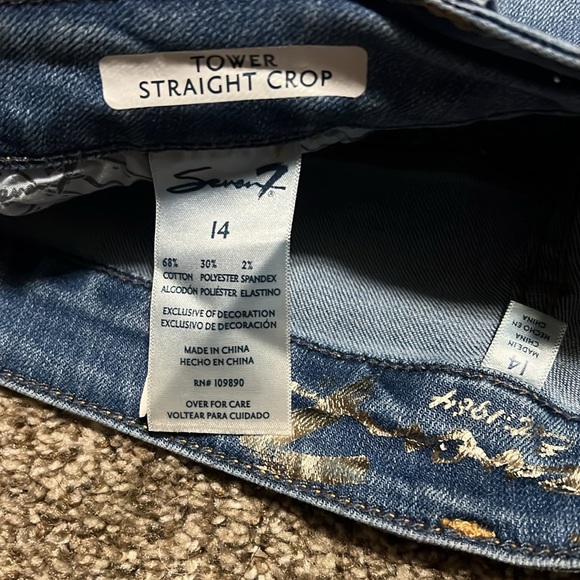 TOWER
STRAIGHT CROP
Seven7
®
14
68% 30% 2%
COTTON POLYESTER SPANDEX
ALGODÓN POLIÉSTER ELASTINO
EXCLUSIVE OF DECORATION
EXCLUSIVO DE DECORACIÓN
MADE IN CHINA
HECHO EN CHINA
RN# 109890
OVER FOR CARE
VOLTEAR PARA CUIDADO
14
MADE IN
CHINA
HECHO EN
CHINA